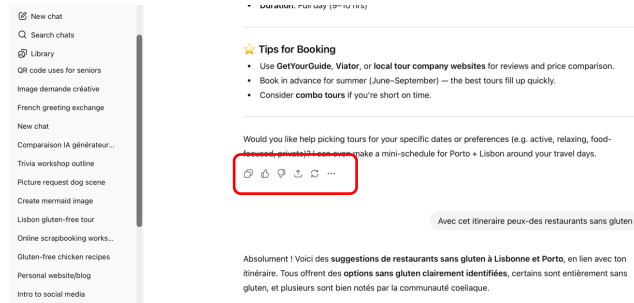 New chat
Search chats
Library
QR code uses for seniors
Image demande créative
French greeting exchange
New chat
Comparaison IA générateur...
Trivia workshop outline
Picture request dog scene
Create mermaid image
Lisbon gluten-free tour
Online scrapbooking works...
Gluten-free chicken recipes
Personal website/blog
Intro to social media
• Duration: Full day (9–10 hrs)
⭐ Tips for Booking
• Use GetYourGuide, Viator, or local tour company websites for reviews and price comparison.
• Book in advance for summer (June–September) — the best tours fill up quickly.
• Consider combo tours if you're short on time.
Would you like help picking tours for your specific dates or preferences (e.g. active, relaxing, food-
focused, private)? I can even make a mini-schedule for Porto + Lisbon around your travel days.
Avec cet itineraire peux-des restaurants sans gluten
Absolument ! Voici des suggestions de restaurants sans gluten à Lisbonne et Porto, en lien avec ton
itinéraire. Tous offrent des options sans gluten clairement identifiées, certains sont entièrement sans
gluten, et plusieurs sont bien notés par la communauté coeliaque.